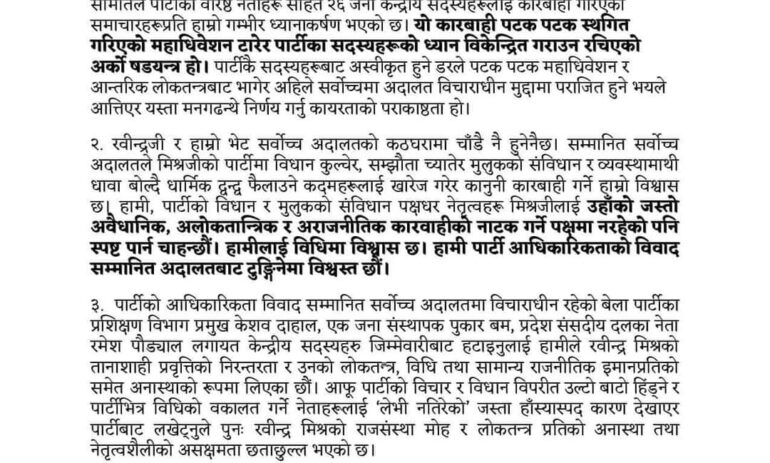 समितिले पार्टीका वरिष्ठ नेताहरू सहित २६ जना केन्द्रीय सदस्यहरूलाई कारबाही गरिएको
समाचारहरूप्रति हाम्रो गम्भीर ध्यानाकर्षण भएको छ। यो कारबाही पटक पटक स्थगित
गरिएको महाधिवेशन टारेर पार्टीका सदस्यहरूको ध्यान विकेन्द्रित गराउन रचिएको
अर्को षडयन्त्र हो। पार्टीकै सदस्यहरूबाट अस्वीकृत हुने डरले पटक पटक महाधिवेशन र
आन्तरिक लोकतन्त्रबाट भागेर अहिले सर्वोच्चमा अदालत विचाराधीन मुद्दामा पराजित हुने भयले
आत्तिएर यस्ता मनगढन्थे निर्णय गर्नु कायरताको पराकाष्ठता हो।
२. रवीन्द्रजी र हाम्रो भेट सर्वोच्च अदालतको कठघरामा चाँडै नै हुनेनैछ। सम्मानित सर्वोच्च
अदालतले मिश्रजीको पार्टीमा विधान कुल्चेर, सम्झौता च्यातेर मुलुकको संविधान र व्यवस्थामाथी
धावा बोल्दै धार्मिक द्वन्द्व फैलाउने कदमहरूलाई खारेज गरेर कानुनी कारबाही गर्ने हाम्रो विश्वास
छ। हामी, पार्टीको विधान र मुलुकको संविधान पक्षधर नेतृत्वहरू मिश्रजीलाई उहाँको जस्तो
अवैधानिक, अलोकतान्त्रिक र अराजनीतिक कारवाहीको नाटक गर्ने पक्षमा नरहेको पनि
स्पष्ट पार्न चाहन्छौं। हामीलाई विधिमा विश्वास छ। हामी पार्टी आधिकारिकताको विवाद
सम्मानित अदालतबाट टुङ्गिनेमा विश्वस्त छौं।
३. पार्टीको आधिकारिकता विवाद सम्मानित सर्वोच्च अदालतमा विचाराधीन रहेको बेला पार्टीका
प्रशिक्षण विभाग प्रमुख केशव दाहाल, एक जना संस्थापक पुकार बम, प्रदेश संसदीय दलका नेता
रमेश पौड्याल लगायत केन्द्रीय सदस्यहरु जिम्मेवारीबाट हटाइनुलाई हामीले रवीन्द्र मिश्रको
तानाशाही प्रवृत्तिको निरन्तरता र उनको लोकतन्त्र, विधि तथा सामान्य राजनीतिक इमानप्रतिको
समेत अनास्थाको रूपमा लिएका छौं। आफू पार्टीको विचार र विधान विपरीत उल्टो बाटो हिंड्ने र
पार्टीभित्र विधिको वकालत गर्ने नेताहरूलाई ‘लेभी नतिरेको’ जस्ता हाँस्यास्पद कारण देखाएर
पार्टीबाट लखेट्नुले पुनः रवीन्द्र मिश्रको राजसंस्था मोह र लोकतन्त्र प्रतिको अनास्था तथा
नेतृत्वशैलीको असक्षमता छताछुल्ल भएको छ।